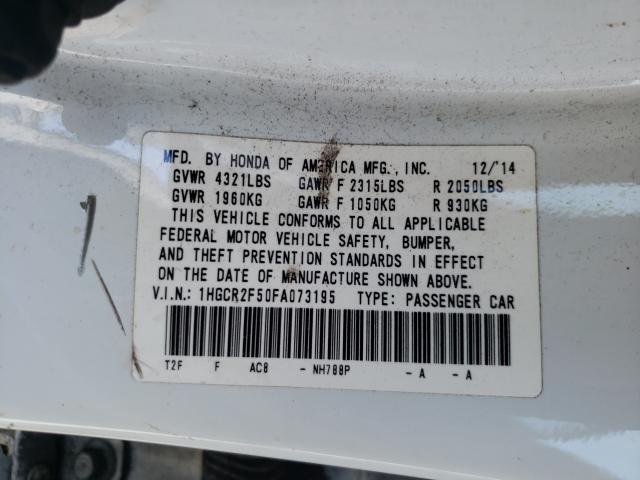 MFD. BY HONDA OF AMERICA MFG., INC. 12/'14
GVWR 4321LBS GAWR F 2315LBS R 2050LBS
GVWR 1960KG GAWR F 1050KG R 930KG
THIS VEHICLE CONFORMS TO ALL APPLICABLE
FEDERAL MOTOR VEHICLE SAFETY, BUMPER,
AND THEFT PREVENTION STANDARDS IN EFFECT
ON THE DATE OF MANUFACTURE SHOWN ABOVE.
V.I.N.: 1HGCR2F50FA073195 TYPE: PASSENGER CAR
T2F F AC8 - NH788P - A - A